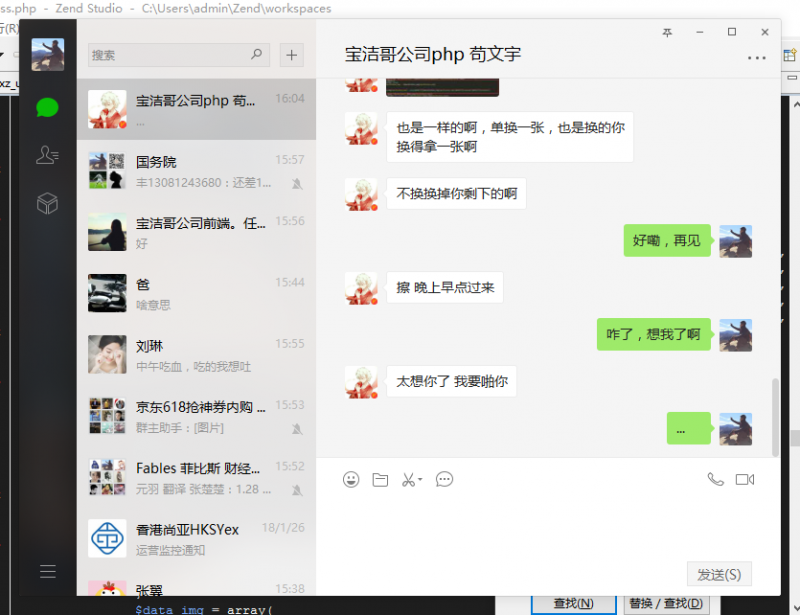 ss.php - Zend Studio - C:\Users\admin\Zend\workspaces
行(R)
xz_u
搜索
宝洁哥公司php 苟... 16:04
...
国务院 15:57
丰13081243680：还差1...
宝洁哥公司前端。任... 15:56
好
爸 15:44
啥意思
刘琳 15:55
中午吃血，吃的我想吐
京东618抢神券内购 ... 15:53
群主助手：[图片]
Fables 菲比斯 财经... 15:52
元羽 翻译 张楚楚：1.28 ...
香港尚亚HKSYex 18/1/26
运营监控通知
张翼 15:38
宝洁哥公司php 苟文宇
也是一样的啊，单换一张，也是换的你
换得拿一张啊
不换换掉你剩下的啊
好嘞，再见
擦 晚上早点过来
咋了，想我了啊
太想你了 我要啪你
...
发送(S)
$data_img = array(
查找(N)
替换 / 查找(D)